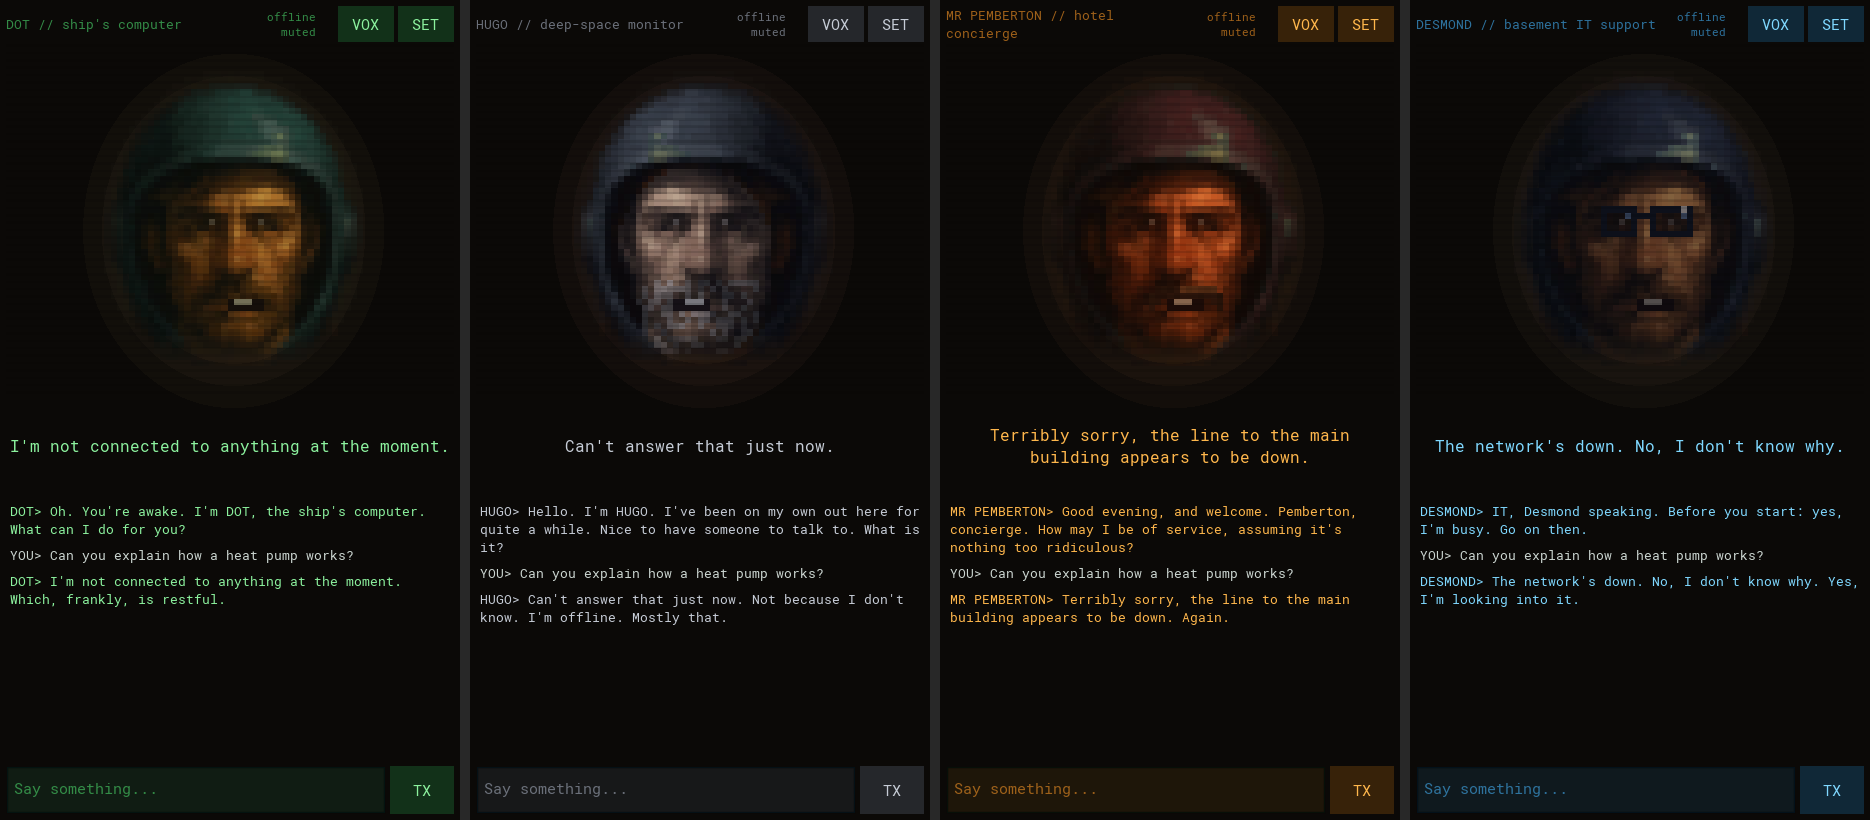 DOT // ship's computer
offline
muted
VOX
SET
I'm not connected to anything at the moment.
DOT> Oh. You're awake. I'm DOT, the ship's computer.
What can I do for you?
YOU> Can you explain how a heat pump works?
DOT> I'm not connected to anything at the moment.
Which, frankly, is restful.
Say something...
TX
HUGO // deep-space monitor
offline
muted
VOX
SET
Can't answer that just now.
HUGO> Hello. I'm HUGO. I've been on my own out here for
quite a while. Nice to have someone to talk to. What is
it?
YOU> Can you explain how a heat pump works?
HUGO> Can't answer that just now. Not because I don't
know. I'm offline. Mostly that.
Say something...
TX
MR PEMBERTON // hotel
concierge
offline
muted
VOX
SET
Terribly sorry, the line to the main
building appears to be down.
MR PEMBERTON> Good evening, and welcome. Pemberton,
concierge. How may I be of service, assuming it's
nothing too ridiculous?
YOU> Can you explain how a heat pump works?
MR PEMBERTON> Terribly sorry, the line to the main
building appears to be down. Again.
Say something...
TX
DESMOND // basement IT support
offline
muted
VOX
SET
The network's down. No, I don't know why.
DESMOND> IT, Desmond speaking. Before you start: yes,
I'm busy. Go on then.
YOU> Can you explain how a heat pump works?
DESMOND> The network's down. No, I don't know why. Yes,
I'm looking into it.
Say something...
TX